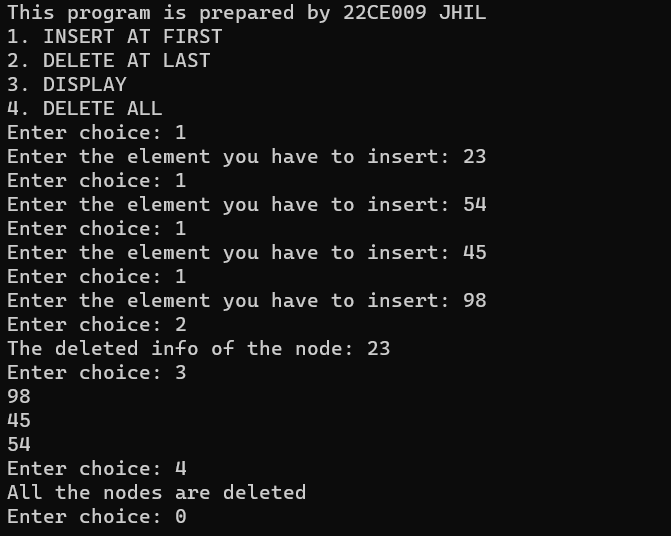 This program is prepared by 22CE009 JHIL
1. INSERT AT FIRST
2. DELETE AT LAST
3. DISPLAY
4. DELETE ALL
Enter choice: 1
Enter the element you have to insert: 23
Enter choice: 1
Enter the element you have to insert: 54
Enter choice: 1
Enter the element you have to insert: 45
Enter choice: 1
Enter the element you have to insert: 98
Enter choice: 2
The deleted info of the node: 23
Enter choice: 3
98
45
54
Enter choice: 4
All the nodes are deleted
Enter choice: 0